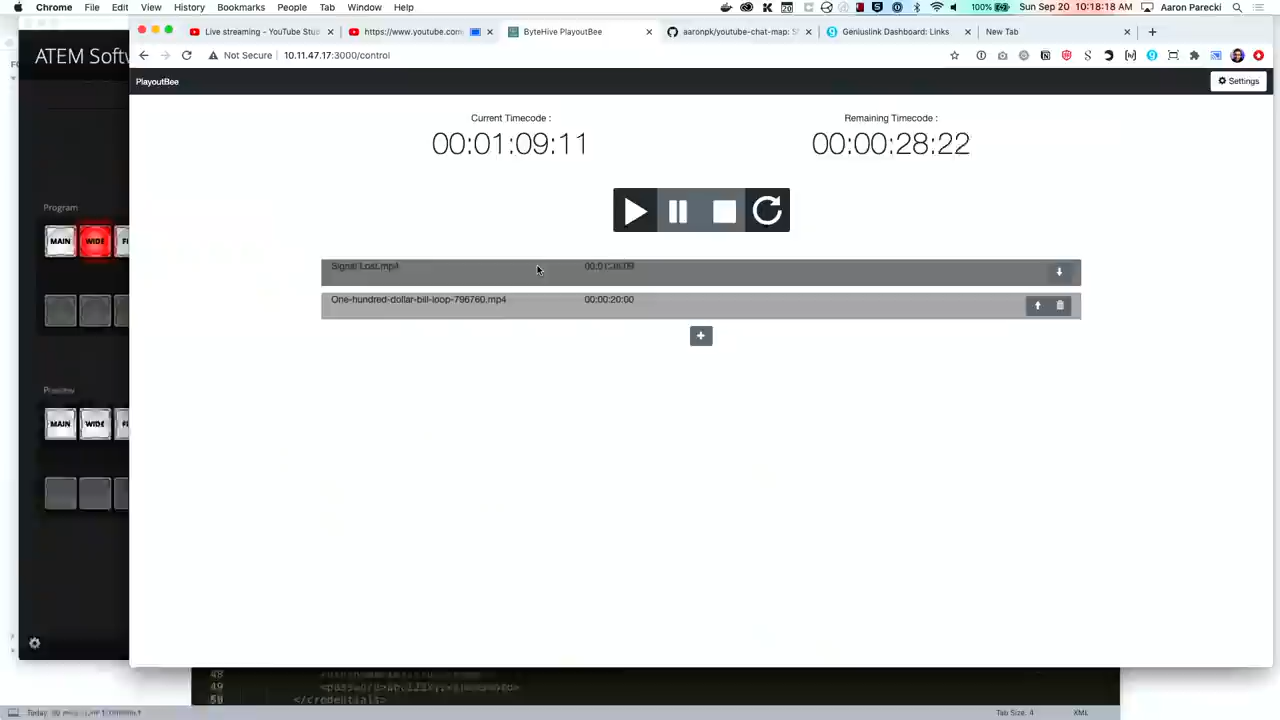 Chrome File Edit View History Bookmarks People Tab Window Help
100% Sun Sep 20 10:18:18 AM Aaron Parecki
Live streaming - YouTube Stu
https://www.youtube.com
ByteHive PlayoutBee
aaronpk/youtube-chat-map: S
Geniuslink Dashboard: Links
New Tab
Not Secure 10.11.47.17:3000/control
ATEM Softw
PlayoutBee
Settings
Current Timecode :
00:01:09:11
Remaining Timecode :
00:00:28:22
Program
MAIN WIDE
Signal Lost.mp4
One-hundred-dollar-bill-loop-796760.mp4 00:00:20:00
Preview
MAIN WIDE
48
49
50 </credentials>
Tab Size: 4 XML